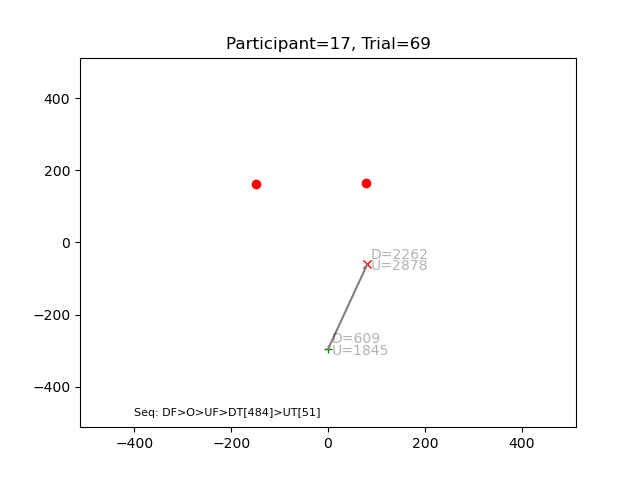 Participant=17, Trial=69
400
200
0
−200
−400
D=2262
U=2878
D=609
U=1845
Seq: DF>O>UF>DT[484]>UT[51]
−400 −200 0 200 400